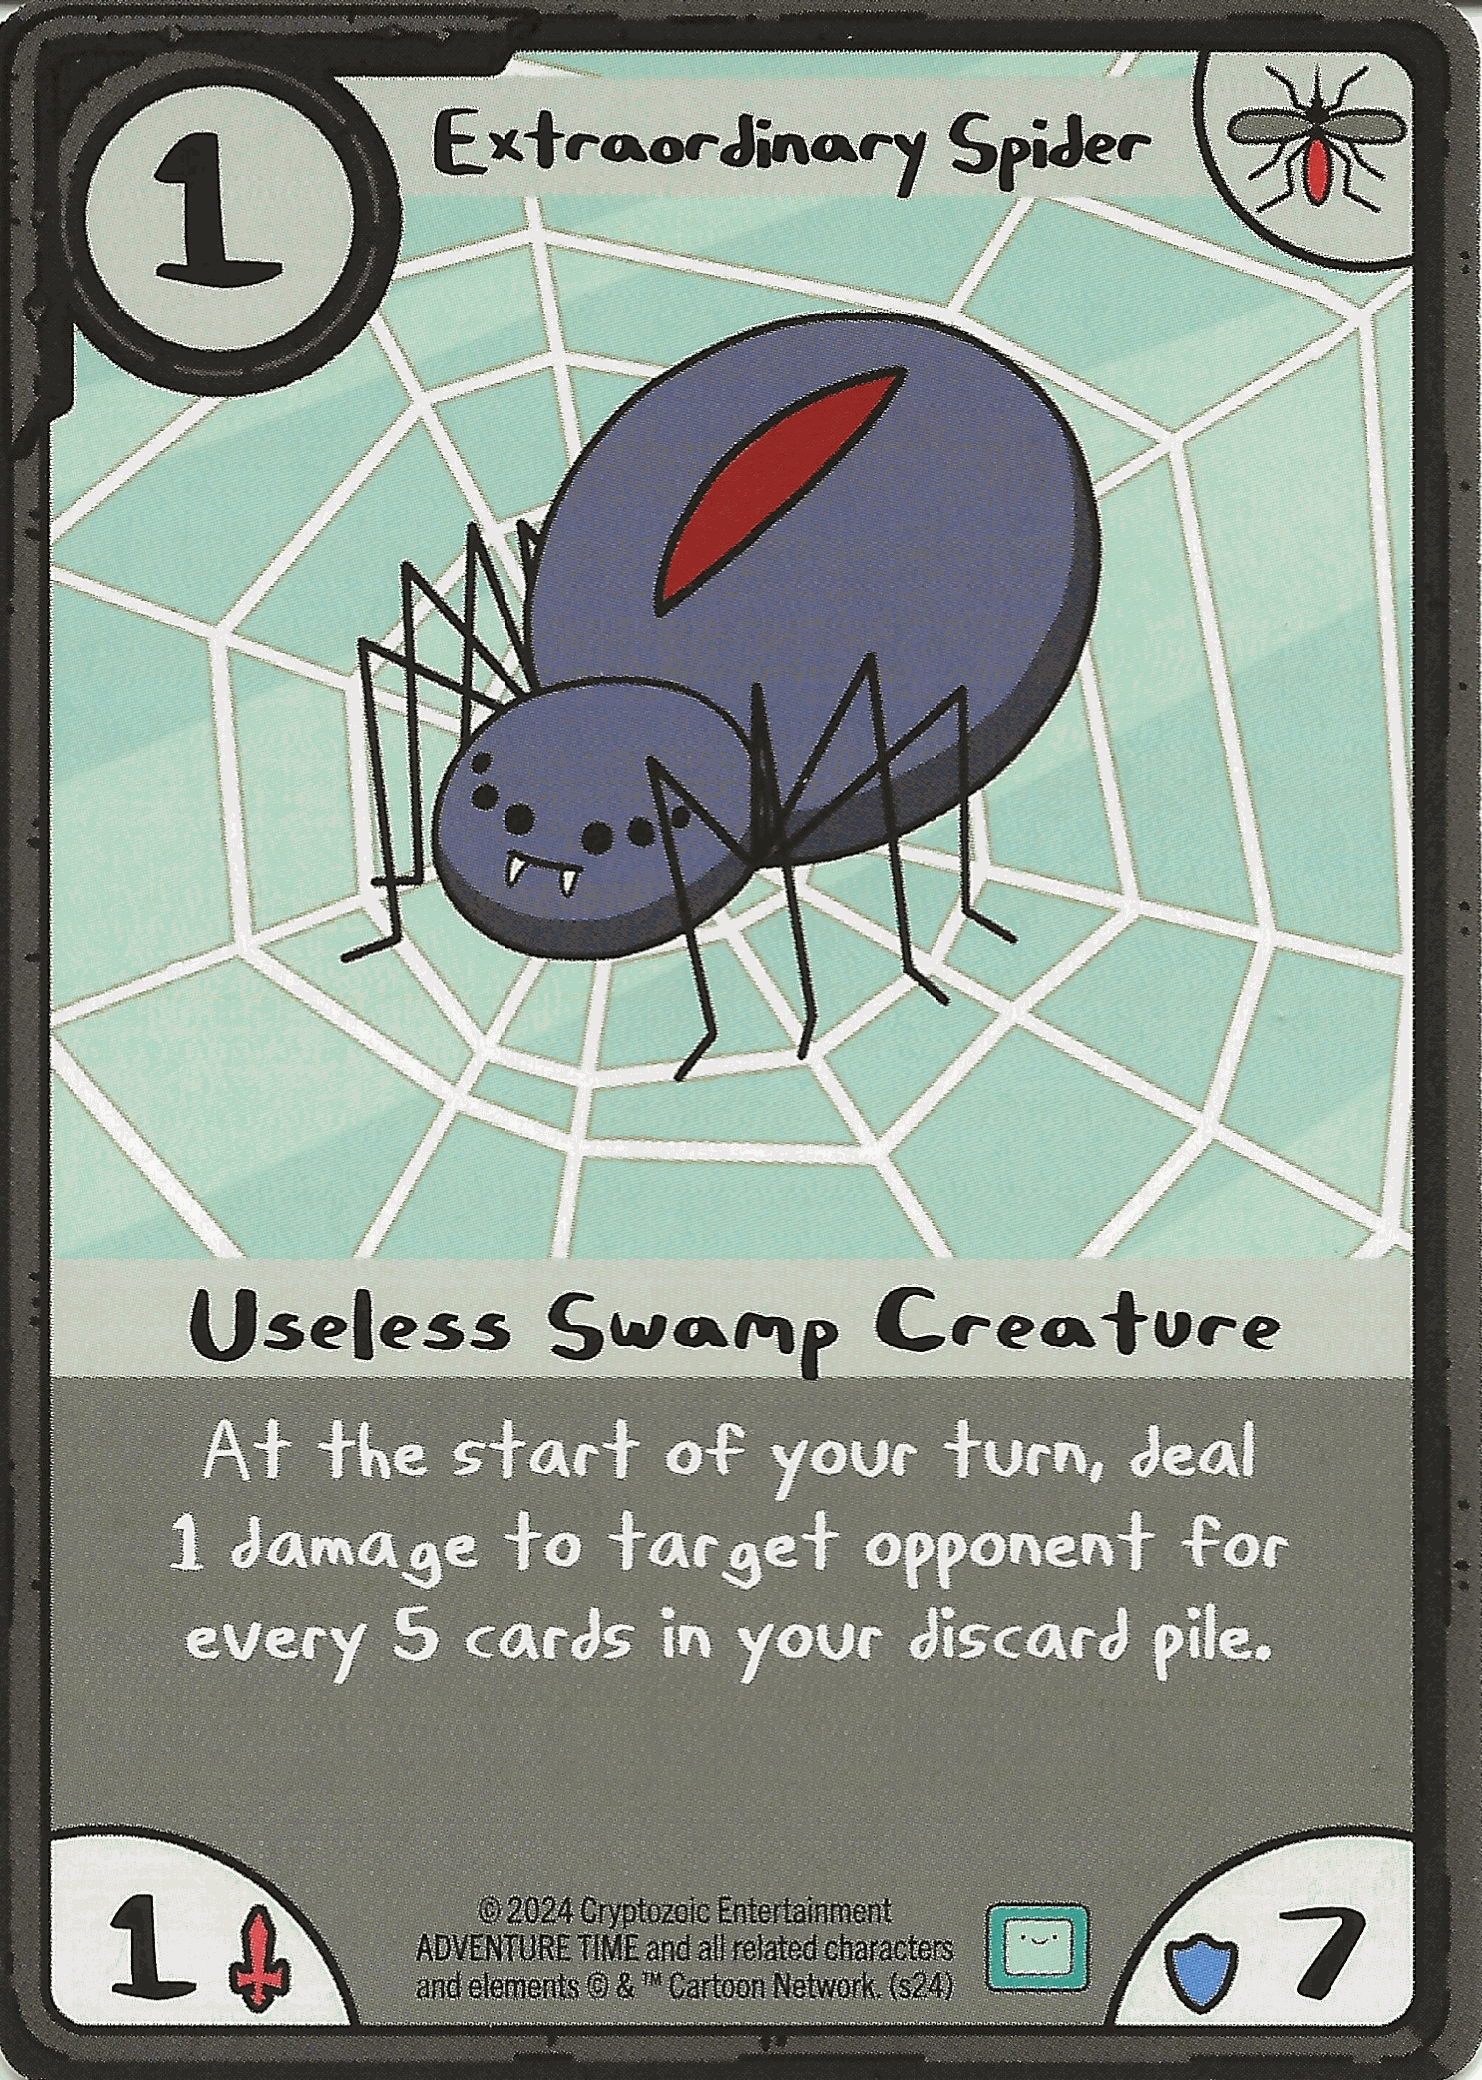 1
Extraordinary Spider
Useless Swamp Creature
At the start of your turn, deal
1 damage to target opponent for
every 5 cards in your discard pile.
1
© 2024 Cryptozoic Entertainment
ADVENTURE TIME and all related characters
and elements © & ™ Cartoon Network. (s24)
7